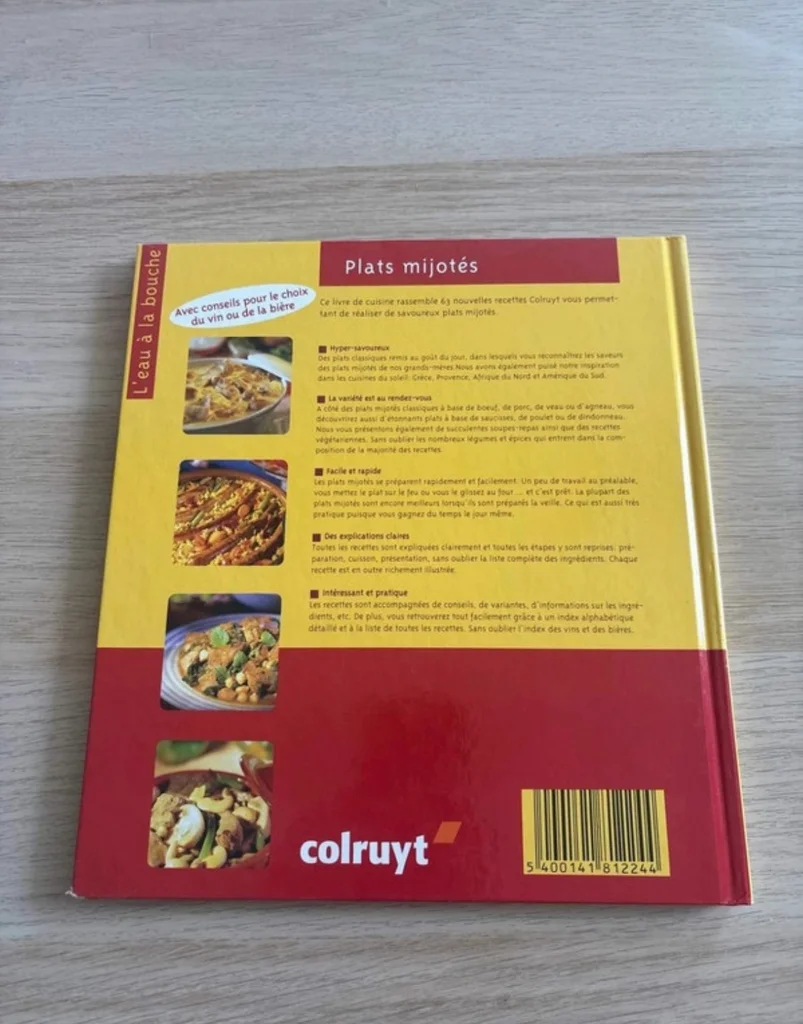 L'eau à la bouche
Plats mijotés
Avec conseils pour le choix
du vin ou de la bière
Ce livre de cuisine rassemble 63 nouvelles recettes Colruyt vous permet-
tant de réaliser de savoureux plats mijotés.
Hyper-savoureux
Des plats classiques remis au goût du jour, dans lesquels vous reconnaîtrez les saveurs
des plats mijotés de nos grands-mères.Nous avons également puisé notre inspiration
dans les cuisines du soleil: Grèce, Provence, Afrique du Nord et Amérique du Sud.
La variété est au rendez-vous
A côté des plats mijotés classiques à base de boeuf, de porc, de veau ou d'agneau, vous
découvrirez aussi d'étonnants plats à base de saucisses, de poulet ou de dindonneau.
Nous vous présentons également de succulentes soupes-repas ainsi que des recettes
végétariennes. Sans oublier les nombreux légumes et épices qui entrent dans la com-
position de la majorité des recettes.
Facile et rapide
Les plats mijotés se préparent rapidement et facilement. Un peu de travail au préalable,
vous mettez le plat sur le feu ou vous le glissez au four ... et c'est prêt. La plupart des
plats mijotés sont encore meilleurs lorsqu'ils sont préparés la veille. Ce qui est aussi très
pratique puisque vous gagnez du temps le jour même.
Des explications claires
Toutes les recettes sont expliquées clairement et toutes les étapes y sont reprises: pré-
paration, cuisson, présentation, sans oublier la liste complète des ingrédients. Chaque
recette est en outre richement illustrée.
Intéressant et pratique
Les recettes sont accompagnées de conseils, de variantes, d'informations sur les ingré-
dients, etc. De plus, vous retrouverez tout facilement grâce à un index alphabétique
détaillé et à la liste de toutes les recettes. Sans oublier l'index des vins et des bières.
colruyt
5 400141 812244